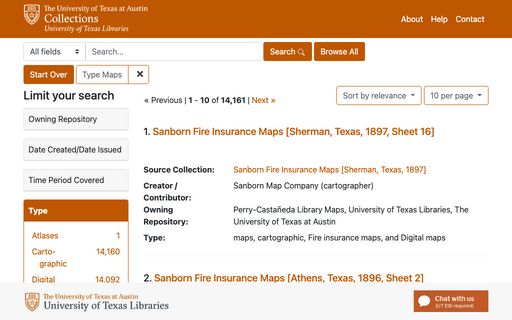 The University of Texas at Austin
Collections
University of Texas Libraries
About Help Contact
All fields Search... Search Browse All
Start Over Type Maps ✕
Limit your search
« Previous | 1 - 10 of 14,161 | Next »
Sort by relevance 10 per page
Owning Repository
Date Created/Date Issued
Time Period Covered
Type
Atlases 1
Carto-
graphic 14,160
Digital 14,092
1. Sanborn Fire Insurance Maps [Sherman, Texas, 1897, Sheet 16]
Source Collection: Sanborn Fire Insurance Maps [Sherman, Texas, 1897]
Creator / Contributor: Sanborn Map Company (cartographer)
Owning Repository: Perry-Castañeda Library Maps, University of Texas Libraries, The
University of Texas at Austin
Type: maps, cartographic, Fire insurance maps, and Digital maps
2. Sanborn Fire Insurance Maps [Athens, Texas, 1896, Sheet 2]
The University of Texas at Austin
University of Texas Libraries
Chat with us
(UT EID required)